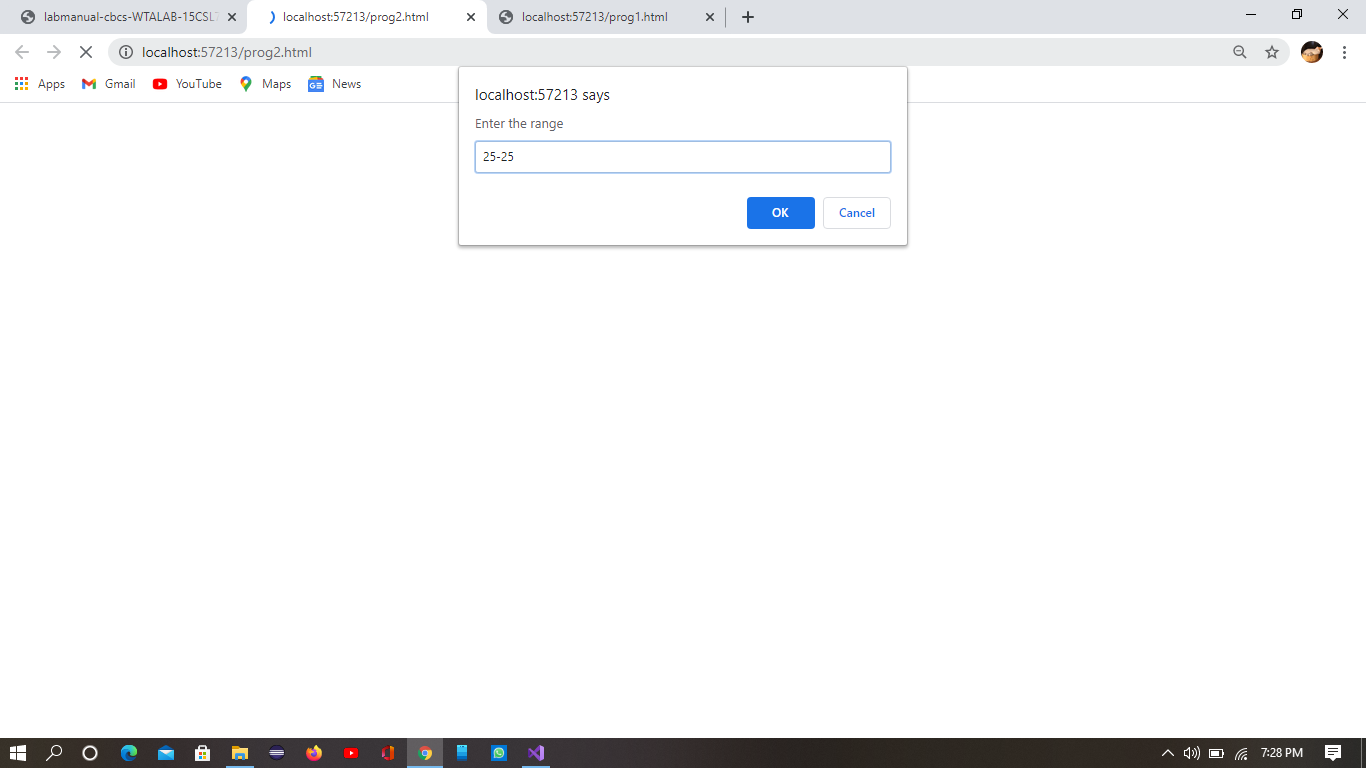 labmanual-cbcs-WTALAB-15CSL7
localhost:57213/prog2.html
localhost:57213/prog1.html
localhost:57213/prog2.html
Apps
Gmail
YouTube
Maps
News
localhost:57213 says
Enter the range
25-25
OK
Cancel
7:28 PM